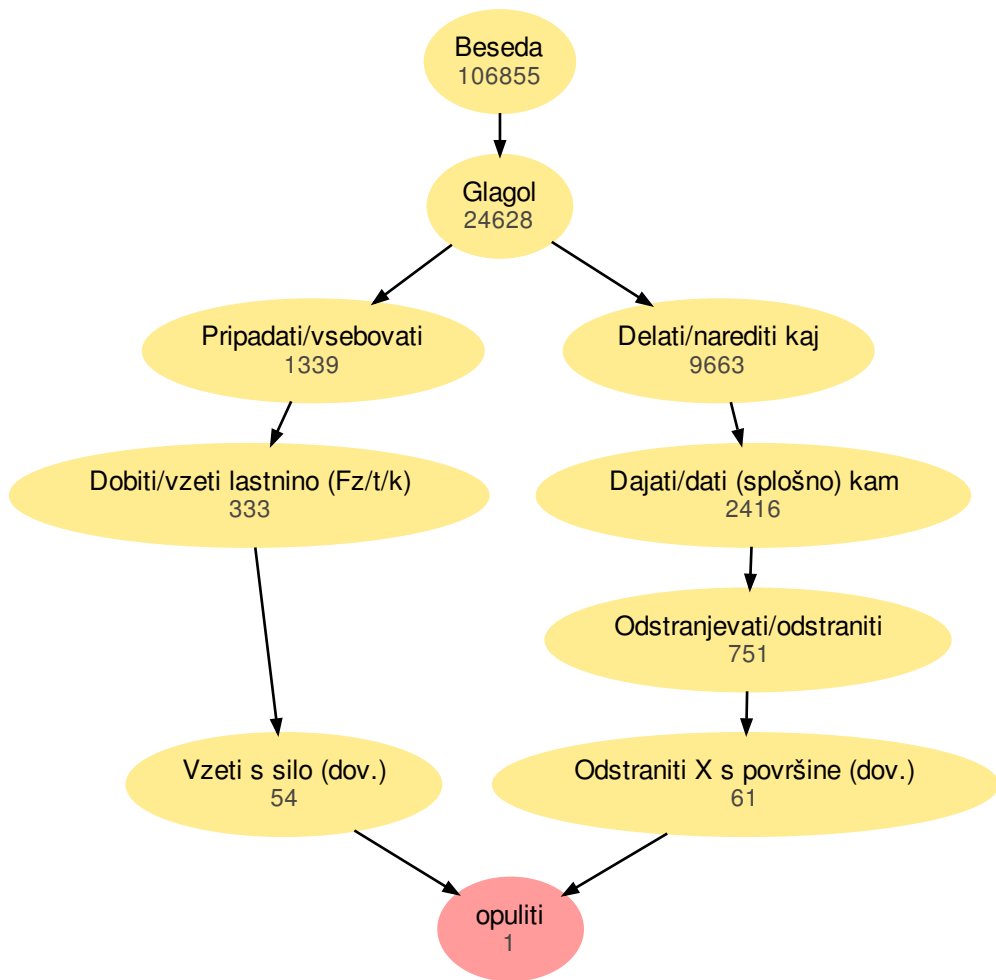 Beseda
106855
Glagol
24628
Pripadati/vsebovati
1339
Delati/narediti kaj
9663
Dobiti/vzeti lastnino (Fz/t/k)
333
Dajati/dati (splošno) kam
2416
Odstranjevati/odstraniti
751
Vzeti s silo (dov.)
54
Odstraniti X s površine (dov.)
61
opuliti
1